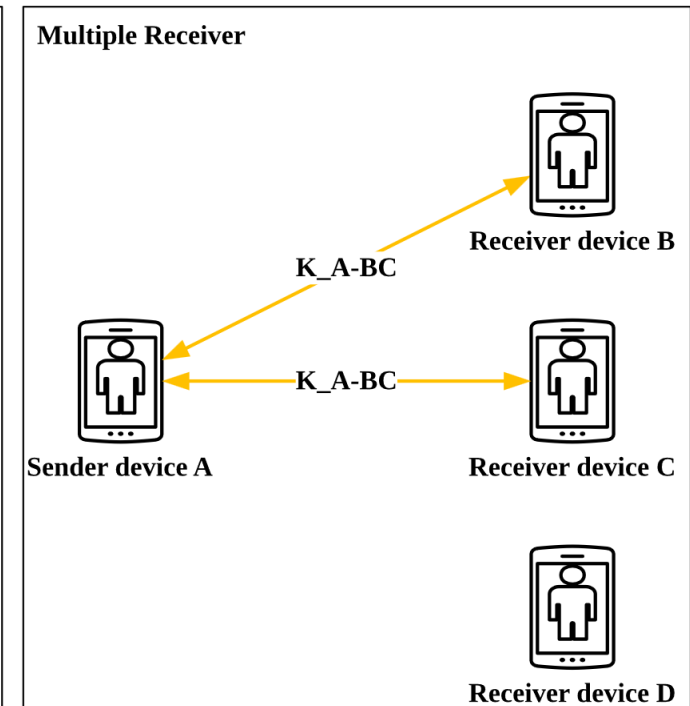 Multiple Receiver
Receiver device B
K_A-BC
K_A-BC
Sender device A
Receiver device C
Receiver device D